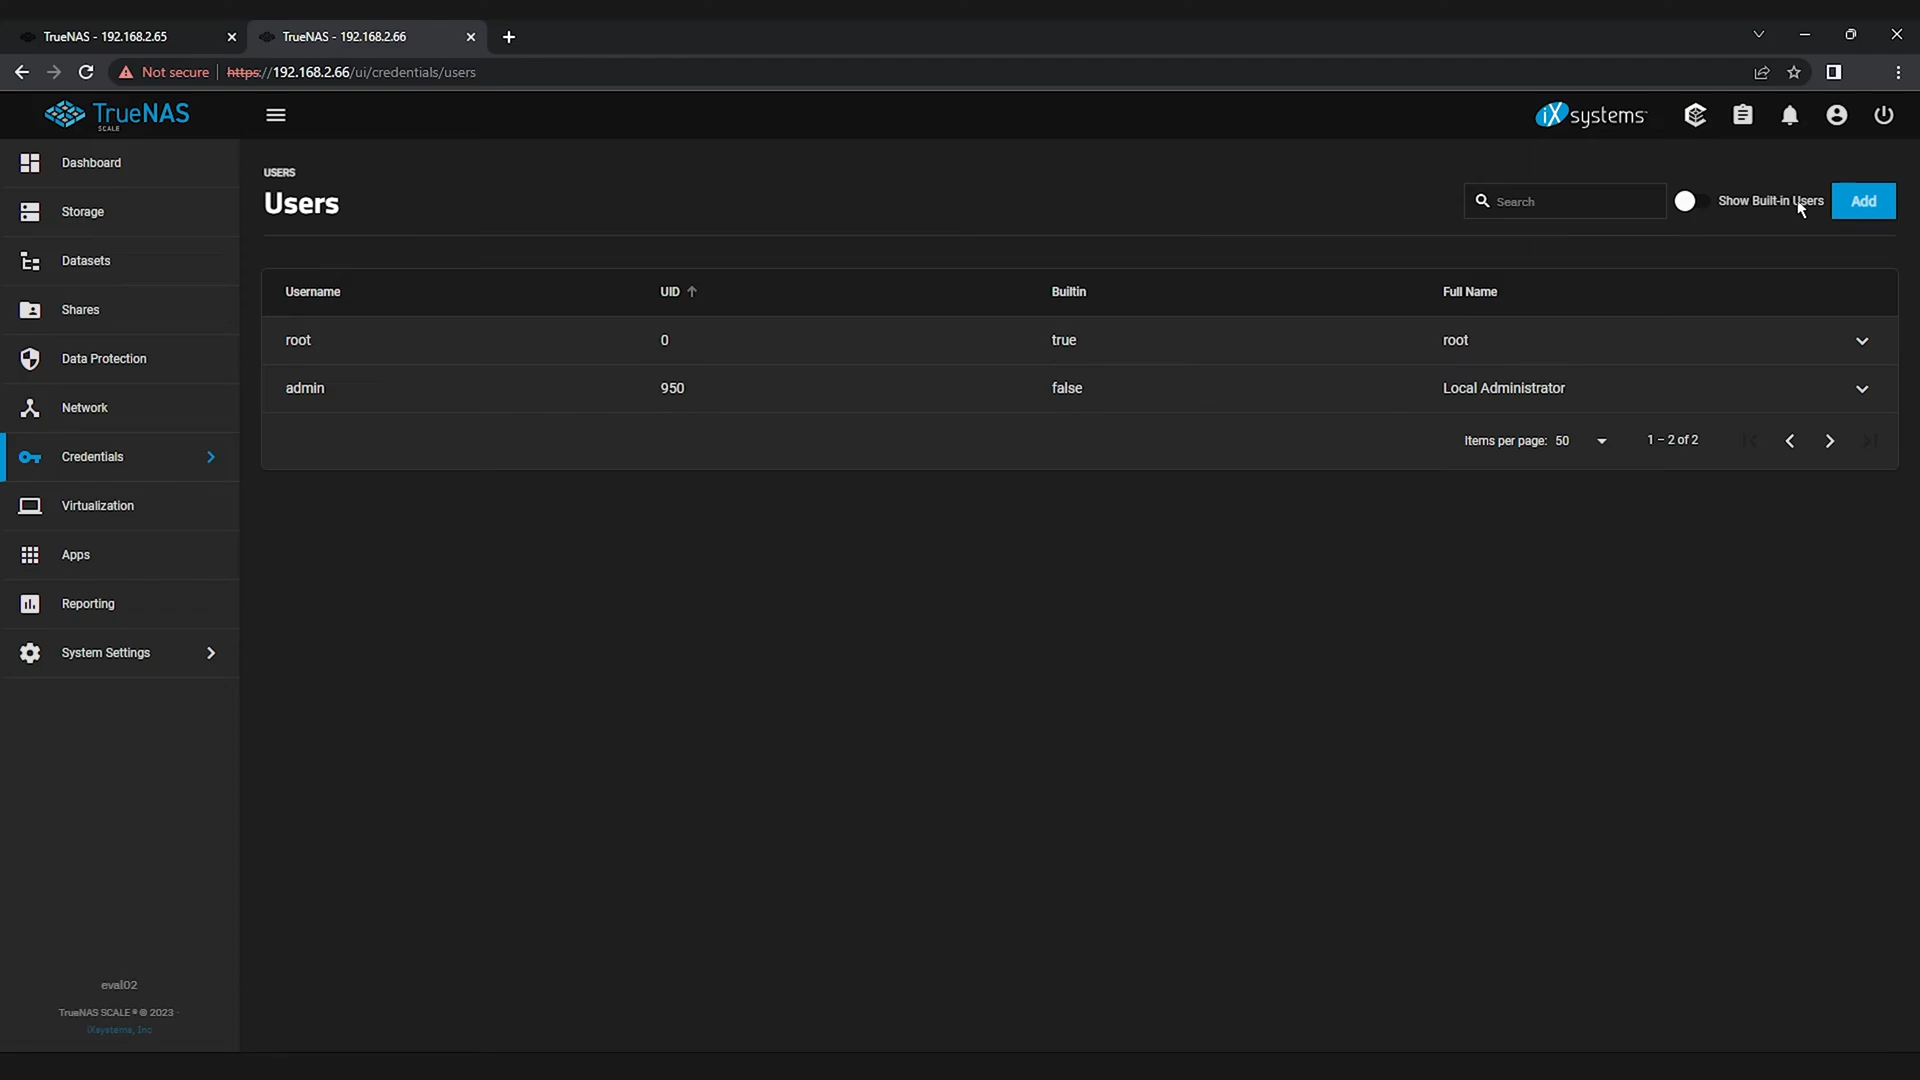 TrueNAS - 192.168.2.65
TrueNAS - 192.168.2.66
Not secure
https://192.168.2.66/ui/credentials/users
TrueNAS
SCALE
iXsystems
Dashboard
Storage
Datasets
Shares
Data Protection
Network
Credentials
Virtualization
Apps
Reporting
System Settings
eval02
TrueNAS SCALE ® © 2023 -
iXsystems, Inc
USERS
Users
Search
Show Built-in Users
Add
Username UID Builtin Full Name
root 0 true root
admin 950 false Local Administrator
Items per page: 50 1 – 2 of 2